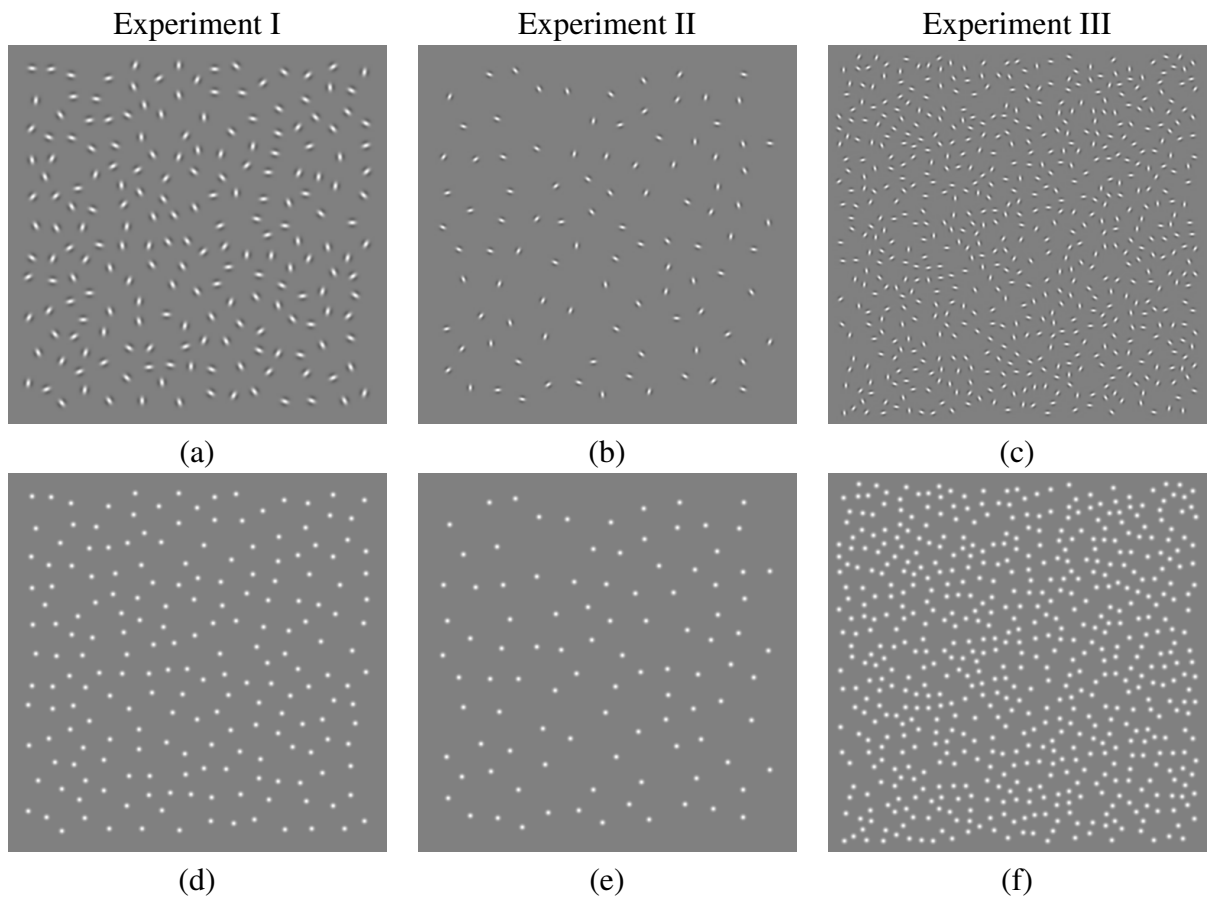 Experiment I
Experiment II
Experiment III
(a)
(b)
(c)
(d)
(e)
(f)